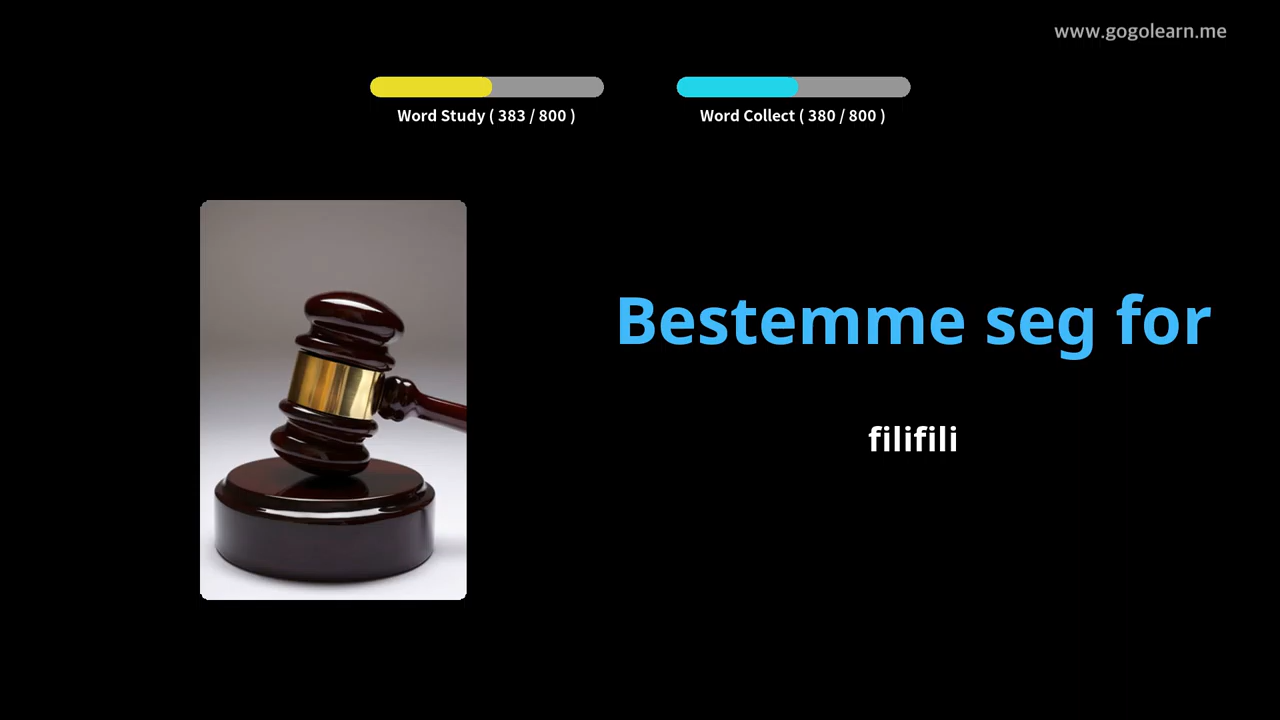 www.gogolearn.me
Word Study ( 383 / 800 )
Word Collect ( 380 / 800 )
Bestemme seg for
filifili